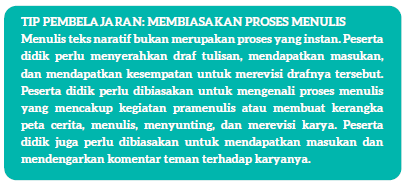 TIP PEMBELAJARAN: MEMBIASAKAN PROSES MENULIS
Menulis teks naratif bukan merupakan proses yang instan. Peserta
didik perlu menyerahkan draf tulisan, mendapatkan masukan,
dan mendapatkan kesempatan untuk merevisi drafnya tersebut.
Peserta didik perlu dibiasakan untuk mengenali proses menulis
yang mencakup kegiatan pramenulis atau membuat kerangka
peta cerita, menulis, menyunting, dan merevisi karya. Peserta
didik juga perlu dibiasakan untuk mendapatkan masukan dan
mendengarkan komentar teman terhadap karyanya.